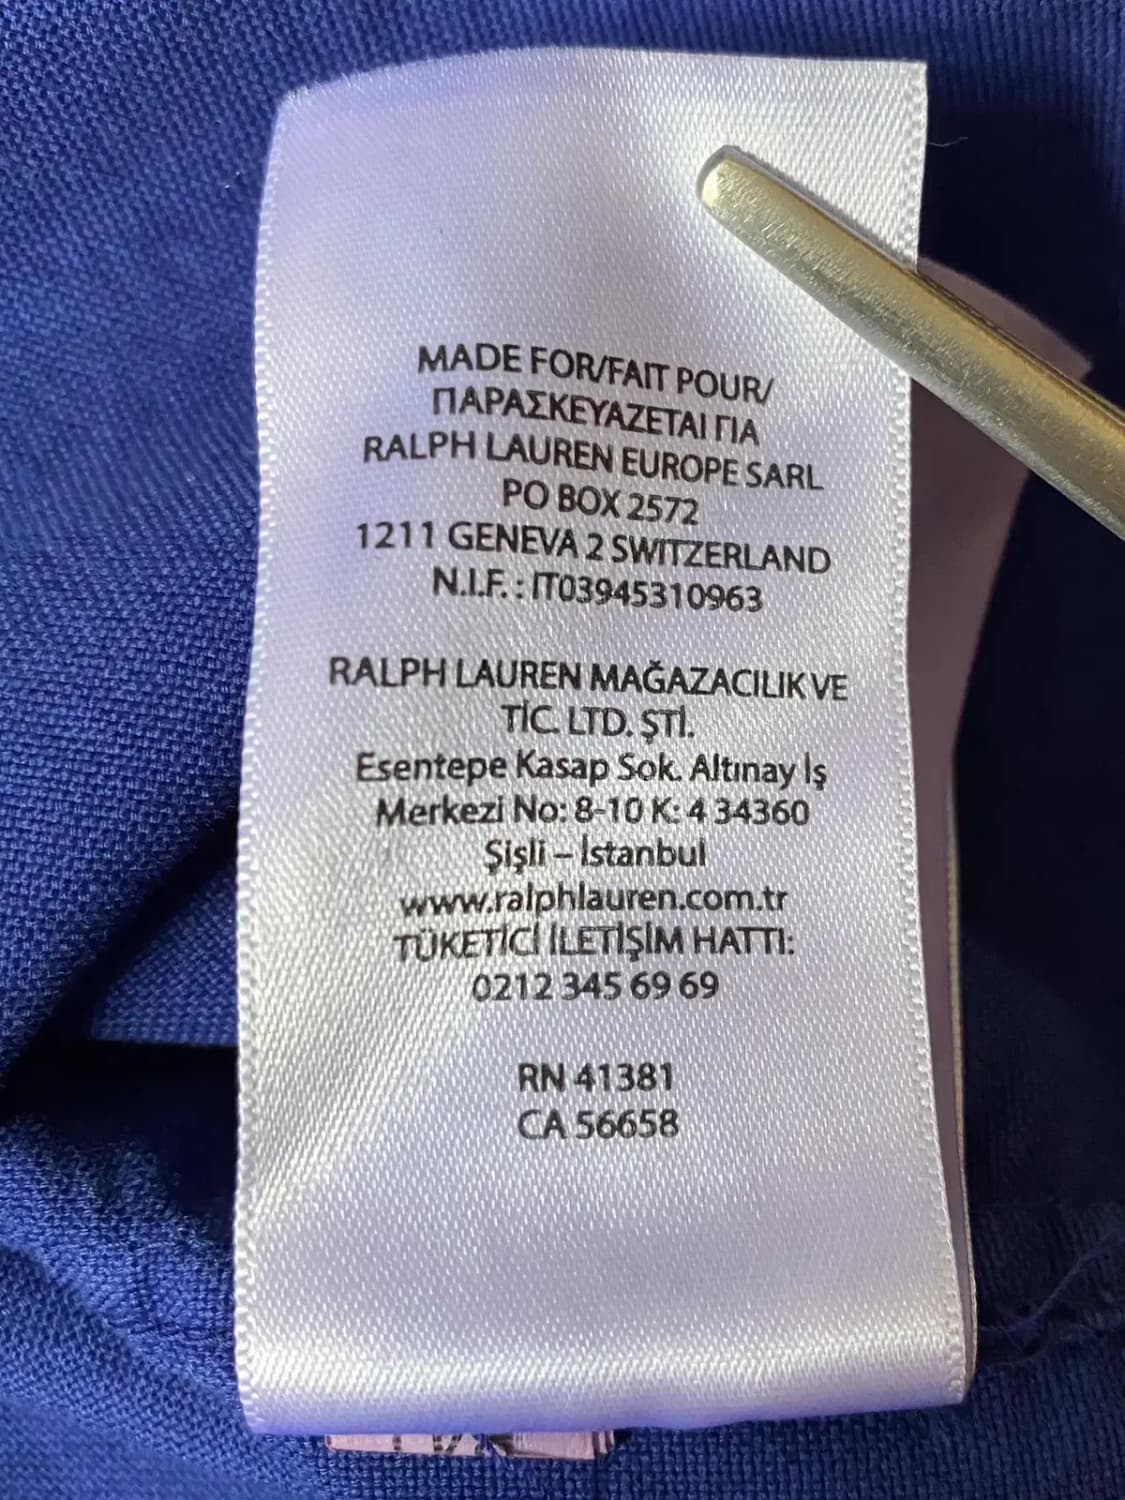 MADE FOR/FAIT POUR/
ΠΑΡΑΣΚΕΥΑΖΕΤΑΙ ΓΙΑ
RALPH LAUREN EUROPE SARL
PO BOX 2572
1211 GENEVA 2 SWITZERLAND
N.I.F. : IT03945310963
RALPH LAUREN MAĞAZACILIK VE
TİC. LTD. ŞTİ.
Esentepe Kasap Sok. Altınay İş
Merkezi No: 8-10 K: 4 34360
Şişli – İstanbul
www.ralphlauren.com.tr
TÜKETİCİ İLETİŞİM HATTI:
0212 345 69 69
RN 41381
CA 56658